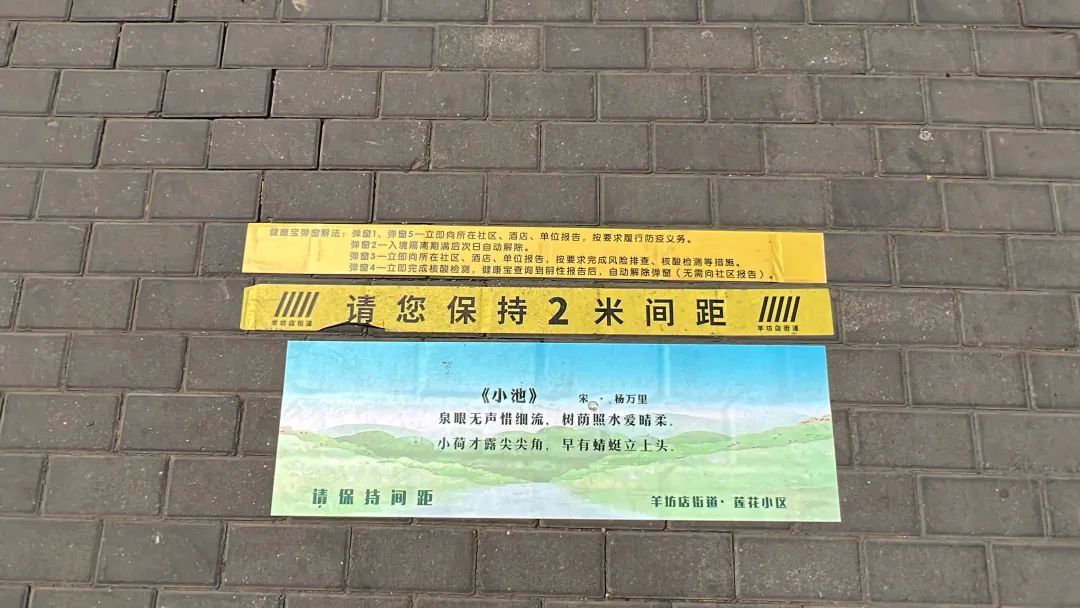 健康宝弹窗解法：弹窗1、弹窗5—立即向所在社区、酒店、单位报告，按要求履行防疫义务。
弹窗2—入境隔离期满后次日自动解除。
弹窗3—立即向所在社区、酒店、单位报告，按要求完成风险排查、核酸检测等措施。
弹窗4—立即完成核酸检测，健康宝查询到阴性报告后，自动解除弹窗（无需向社区报告）。
请您保持2米间距
羊坊店街道
羊坊店街道
《小池》 宋·杨万里
泉眼无声惜细流，树荫照水爱晴柔.
小荷才露尖尖角，早有蜻蜓立上头.
请保持间距
羊坊店街道·莲花小区